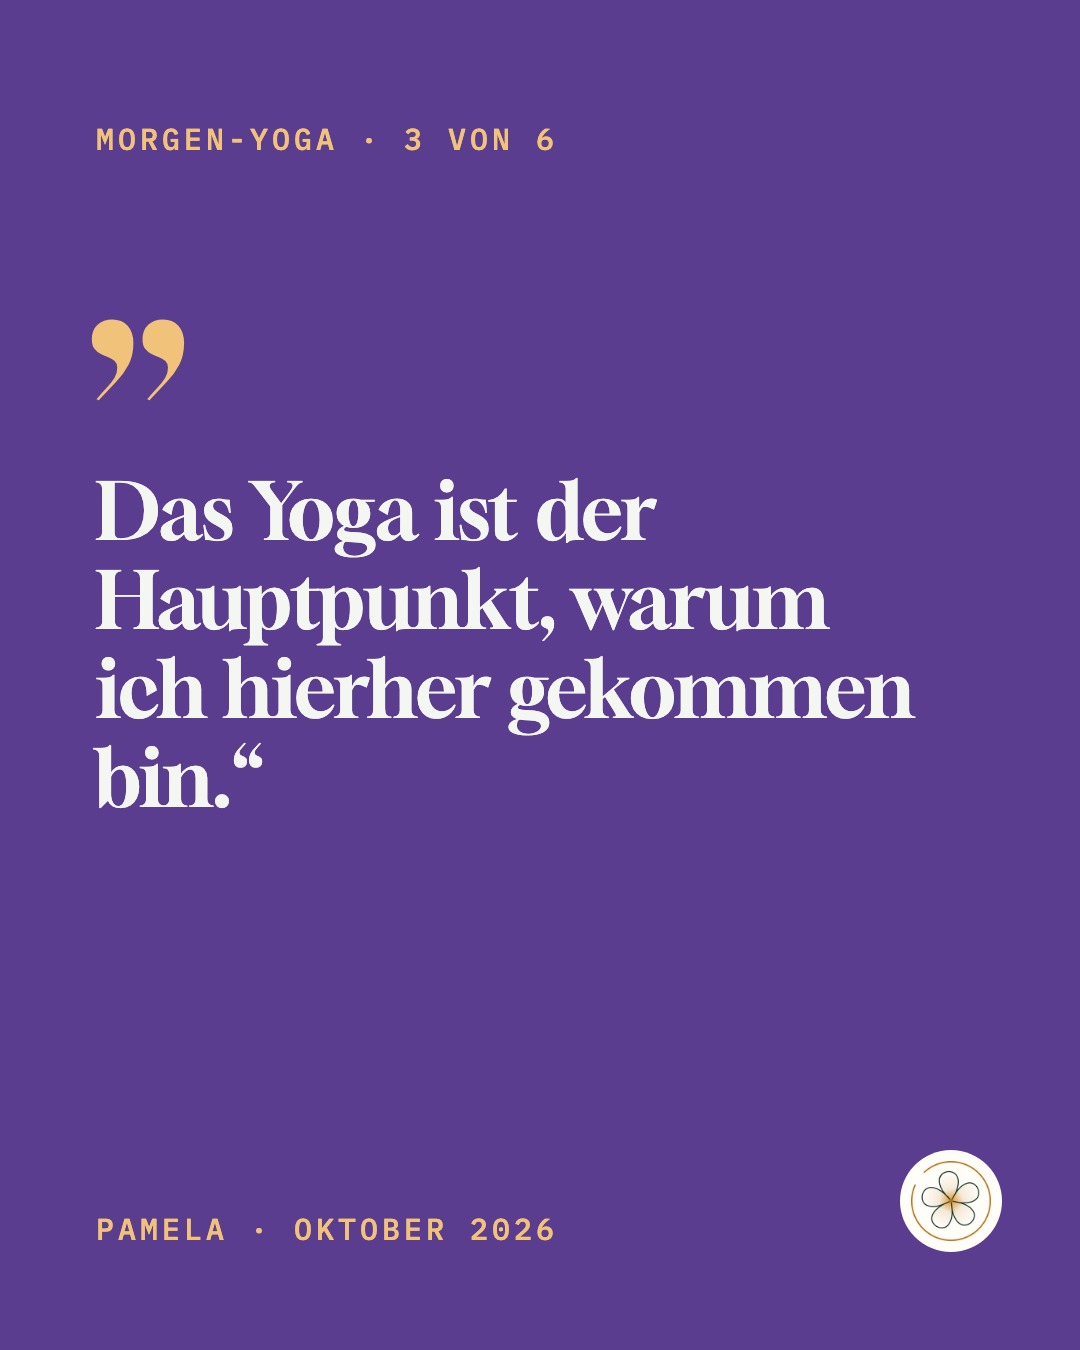 MORGEN-YOGA · 3 VON 6
”
Das Yoga ist der
Hauptpunkt, warum
ich hierher gekommen
bin.“
PAMELA · OKTOBER 2026